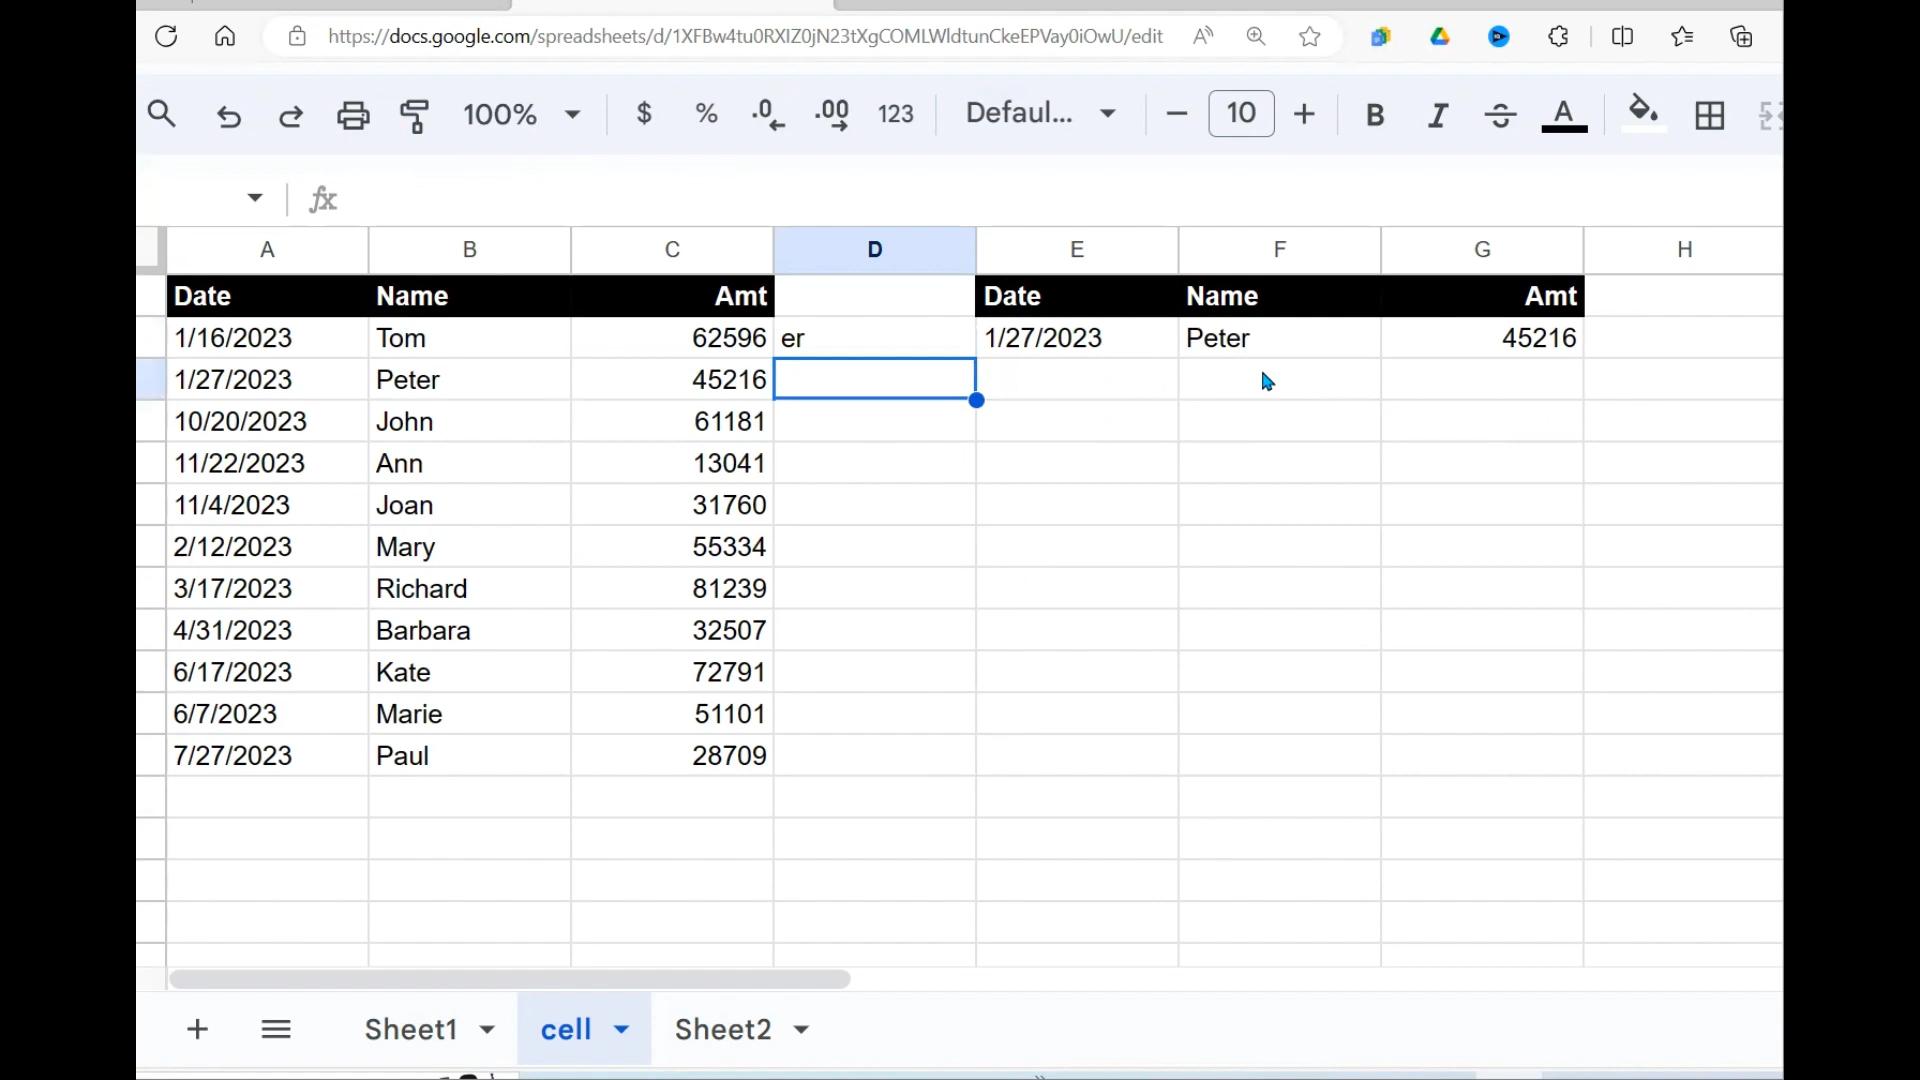 https://docs.google.com/spreadsheets/d/1XFBw4tu0RXIZ0jN23tXgCOMLWldtunCkeEPVay0iOwU/edit
100% $ % .0 .00 123 Defaul... 10 B I A
fx
A B C D E F G H
Date Name Amt Date Name Amt
1/16/2023 Tom 62596 er 1/27/2023 Peter 45216
1/27/2023 Peter 45216
10/20/2023 John 61181
11/22/2023 Ann 13041
11/4/2023 Joan 31760
2/12/2023 Mary 55334
3/17/2023 Richard 81239
4/31/2023 Barbara 32507
6/17/2023 Kate 72791
6/7/2023 Marie 51101
7/27/2023 Paul 28709
Sheet1 cell Sheet2